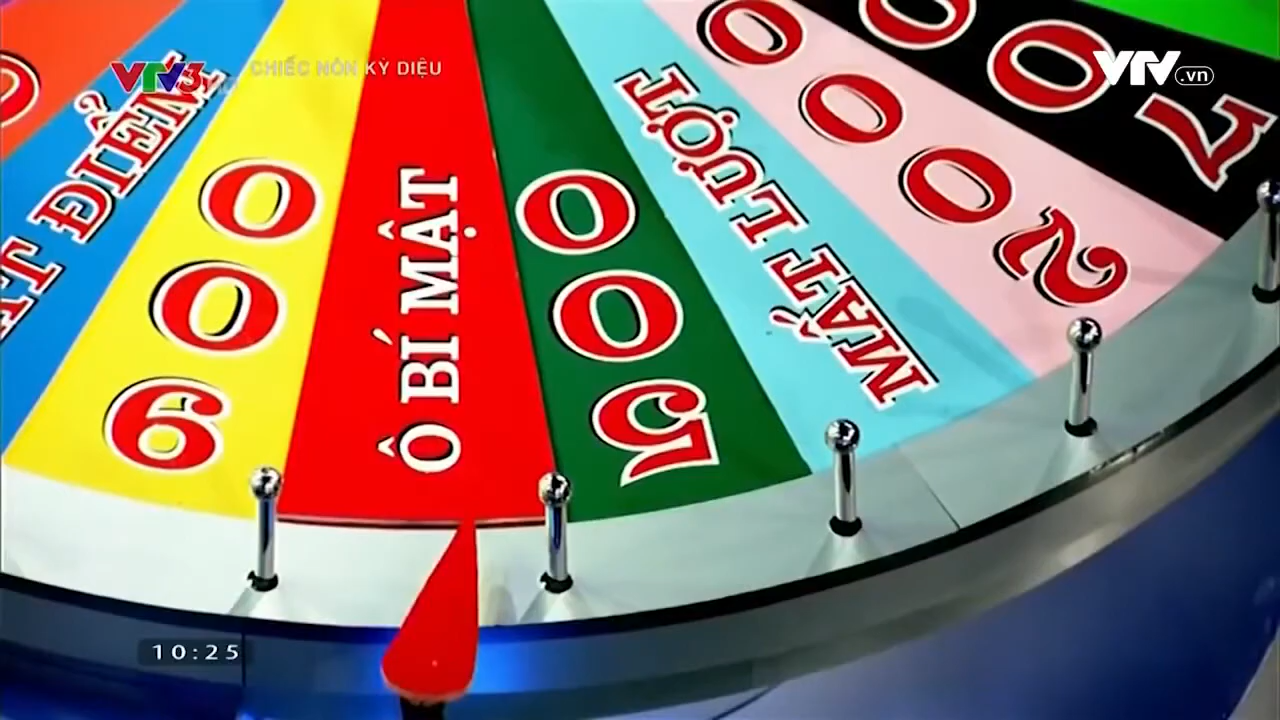 VTV3
CHIẾC NÓN KỲ DIỆU
VTV.vn
ĐIỂM
600
Ô BÍ MẬT
500
MẤT LƯỢT
2000
700
10:25